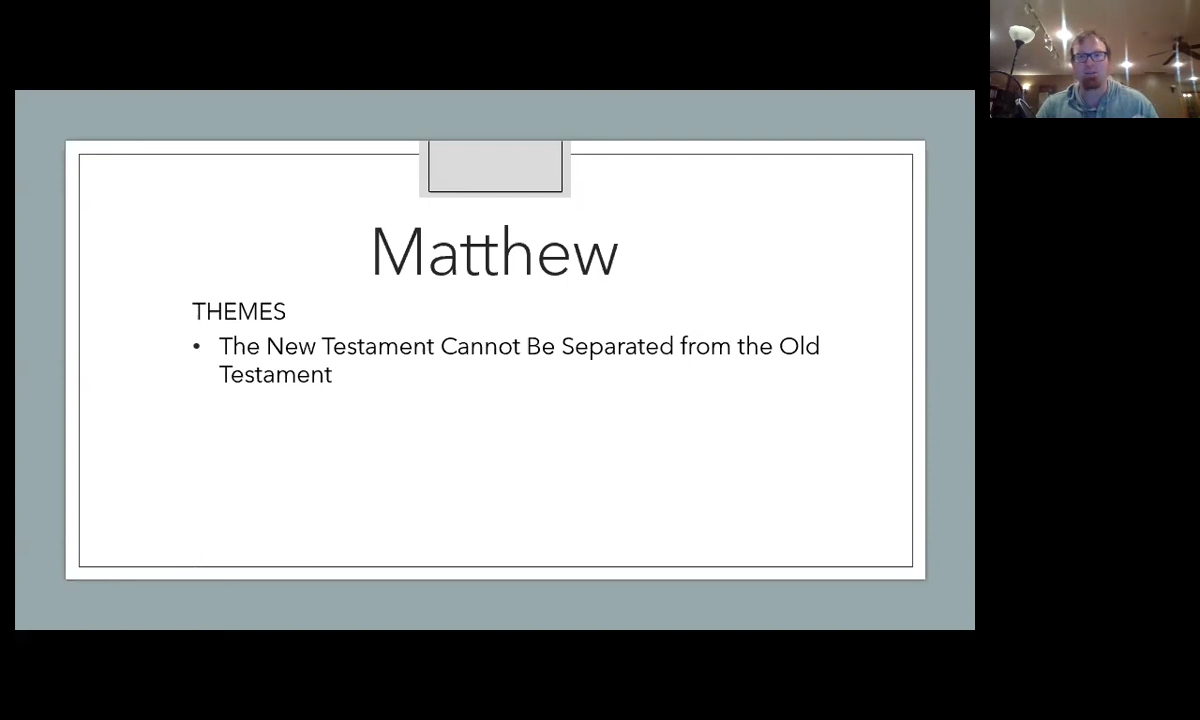 Matthew
THEMES
• The New Testament Cannot Be Separated from the Old
Testament